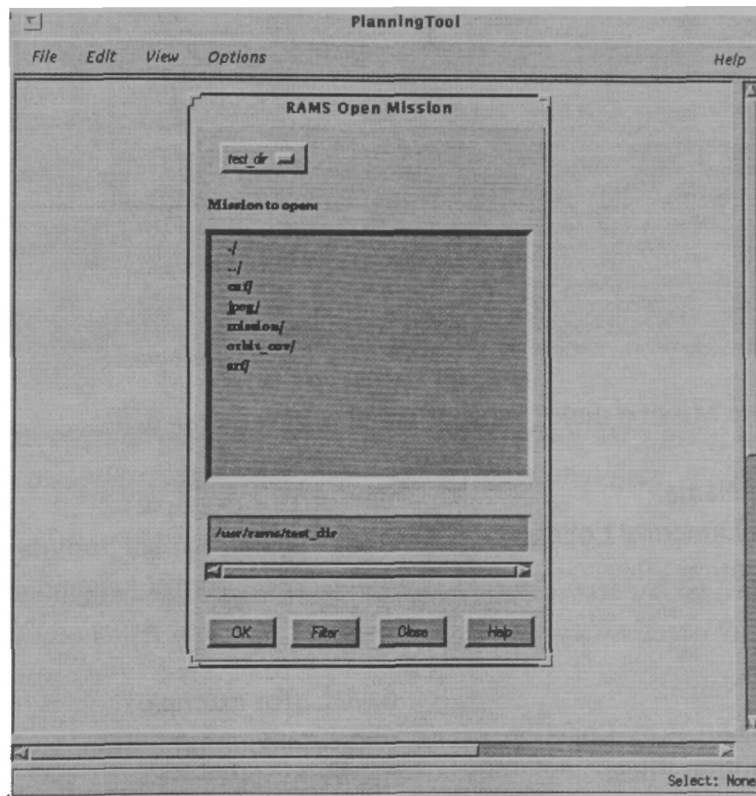 PlanningTool
File Edit View Options Help
RAMS Open Mission
test_dir
Mission to open:
./
../
jpeg/
mission/
orbit_cov/
/usr/rams/test_dir
OK Filter Close Help
Select: None